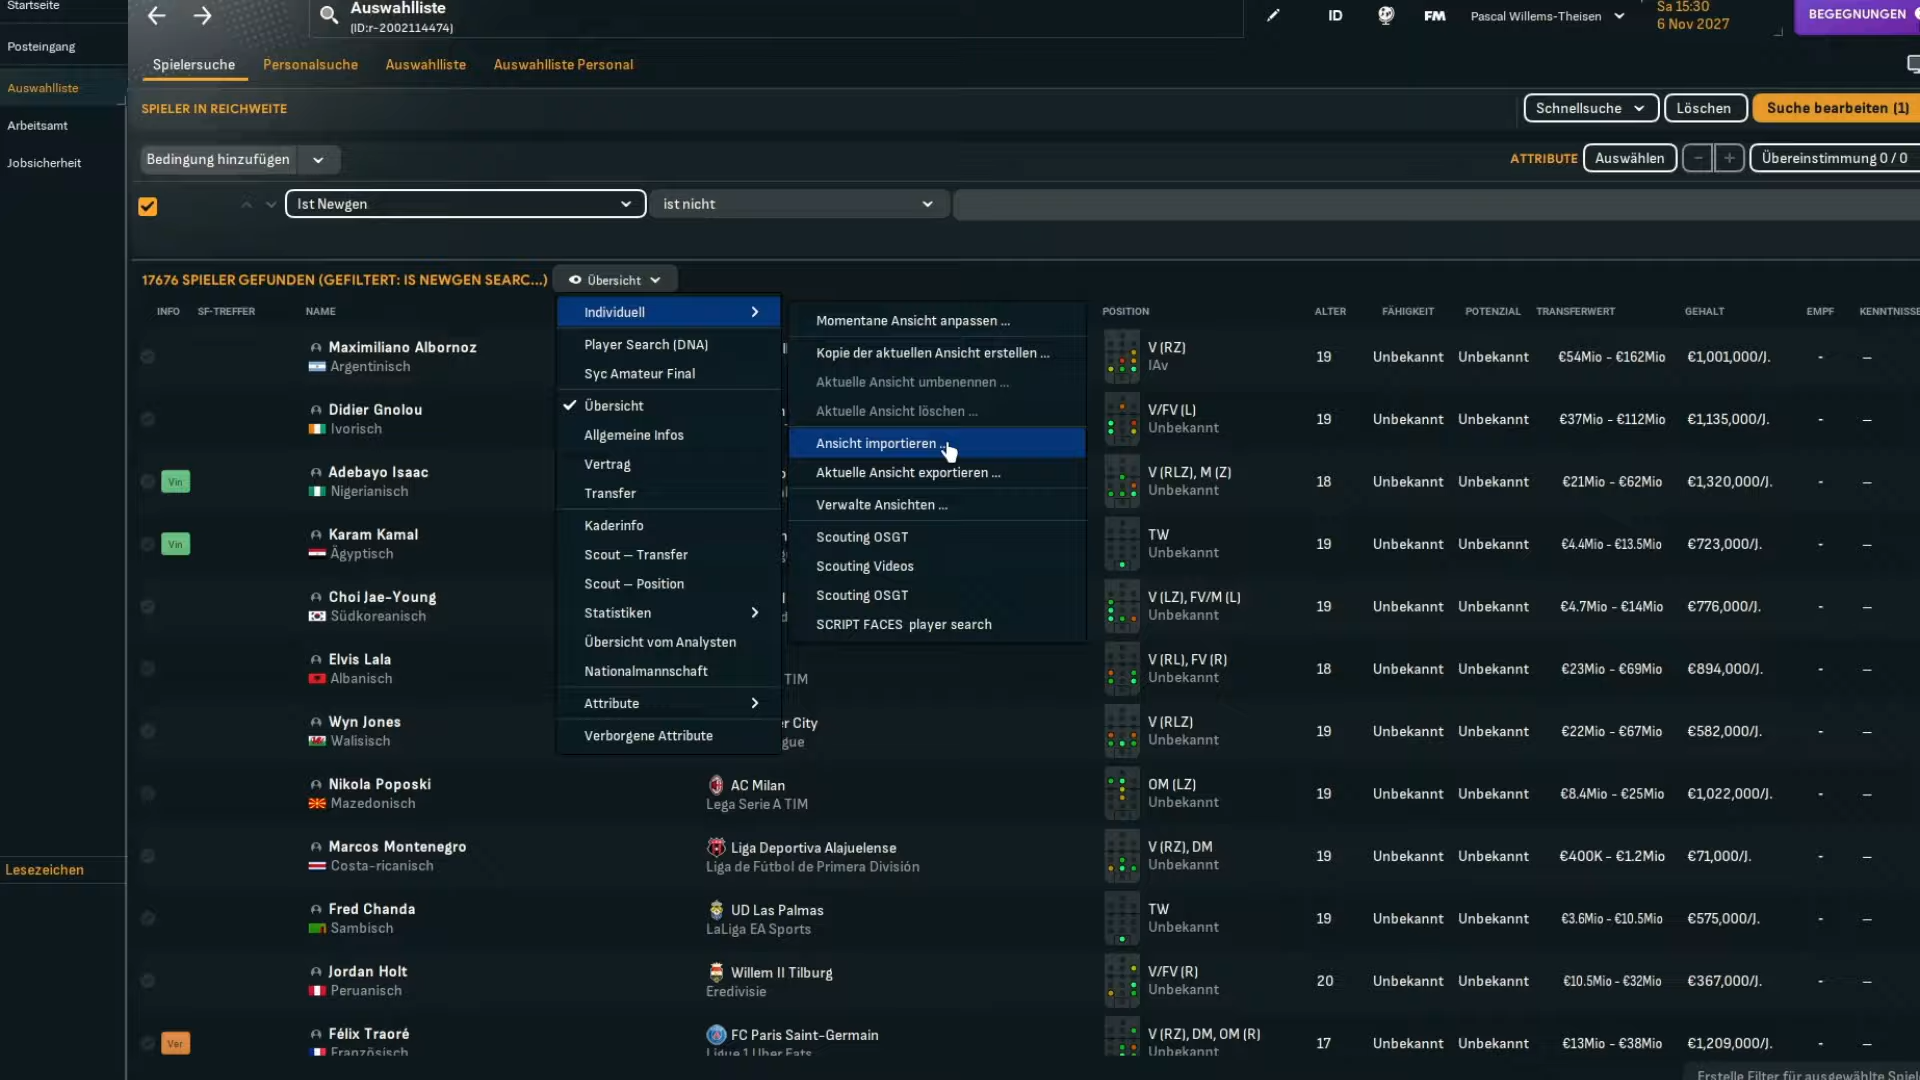 Startseite
Posteingang
Auswahlliste
Arbeitsamt
Jobsicherheit
Lesezeichen
Auswahlliste
(ID:r-2002114474)
ID
FM
Pascal Willems-Theisen
Sa 15:30
6 Nov 2027
BEGEGNUNGEN
Spielersuche
Personalsuche
Auswahlliste
Auswahlliste Personal
SPIELER IN REICHWEITE
Schnellsuche
Löschen
Suche bearbeiten (1)
Bedingung hinzufügen
ATTRIBUTE
Auswählen
Übereinstimmung 0 / 0
Ist Newgen
ist nicht
17676 SPIELER GEFUNDEN (GEFILTERT: IS NEWGEN SEARC...)
Übersicht
INFO SF-TREFFER NAME POSITION ALTER FÄHIGKEIT POTENZIAL TRANSFERWERT GEHALT EMPF KENNTNISSE
Individuell
Player Search (DNA)
Syc Amateur Final
Übersicht
Allgemeine Infos
Vertrag
Transfer
Kaderinfo
Scout – Transfer
Scout – Position
Statistiken
Übersicht vom Analysten
Nationalmannschaft
Attribute
Verborgene Attribute
Momentane Ansicht anpassen ...
Kopie der aktuellen Ansicht erstellen ...
Aktuelle Ansicht umbenennen ...
Aktuelle Ansicht löschen ...
Ansicht importieren ...
Aktuelle Ansicht exportieren ...
Verwalte Ansichten ...
Scouting OSGT
Scouting Videos
Scouting OSGT
SCRIPT FACES player search
Maximiliano Albornoz V (RZ) 19 Unbekannt Unbekannt €54Mio - €162Mio €1,001,000/J. - –
Argentinisch IAv
Didier Gnolou V/FV (L) 19 Unbekannt Unbekannt €37Mio - €112Mio €1,135,000/J. - –
Ivorisch Unbekannt
Vin Adebayo Isaac V (RLZ), M (Z) 18 Unbekannt Unbekannt €21Mio - €62Mio €1,320,000/J. - –
Nigerianisch Unbekannt
Vin Karam Kamal TW 19 Unbekannt Unbekannt €4.4Mio - €13.5Mio €723,000/J. - –
Ägyptisch Unbekannt
Choi Jae-Young V (LZ), FV/M (L) 19 Unbekannt Unbekannt €4.7Mio - €14Mio €776,000/J. - –
Südkoreanisch Unbekannt
Elvis Lala V (RL), FV (R) 18 Unbekannt Unbekannt €23Mio - €69Mio €894,000/J. - –
Albanisch TIM Unbekannt
Wyn Jones er City V (RLZ) 19 Unbekannt Unbekannt €22Mio - €67Mio €582,000/J. - –
Walisisch gue Unbekannt
Nikola Poposki AC Milan OM (LZ) 19 Unbekannt Unbekannt €8.4Mio - €25Mio €1,022,000/J. - –
Mazedonisch Lega Serie A TIM Unbekannt
Marcos Montenegro Liga Deportiva Alajuelense V (RZ), DM 19 Unbekannt Unbekannt €400K - €1.2Mio €71,000/J. - –
Costa-ricanisch Liga de Fútbol de Primera División Unbekannt
Fred Chanda UD Las Palmas TW 19 Unbekannt Unbekannt €3.6Mio - €10.5Mio €575,000/J. - –
Sambisch LaLiga EA Sports Unbekannt
Jordan Holt Willem II Tilburg V/FV (R) 20 Unbekannt Unbekannt €10.5Mio - €32Mio €367,000/J. - –
Peruanisch Eredivisie Unbekannt
Ver Félix Traoré FC Paris Saint-Germain V (RZ), DM, OM (R) 17 Unbekannt Unbekannt €13Mio - €38Mio €1,209,000/J. - –
Französisch Ligue 1 Uber Eats Unbekannt
Erstelle Filter für ausgewählte Spiel